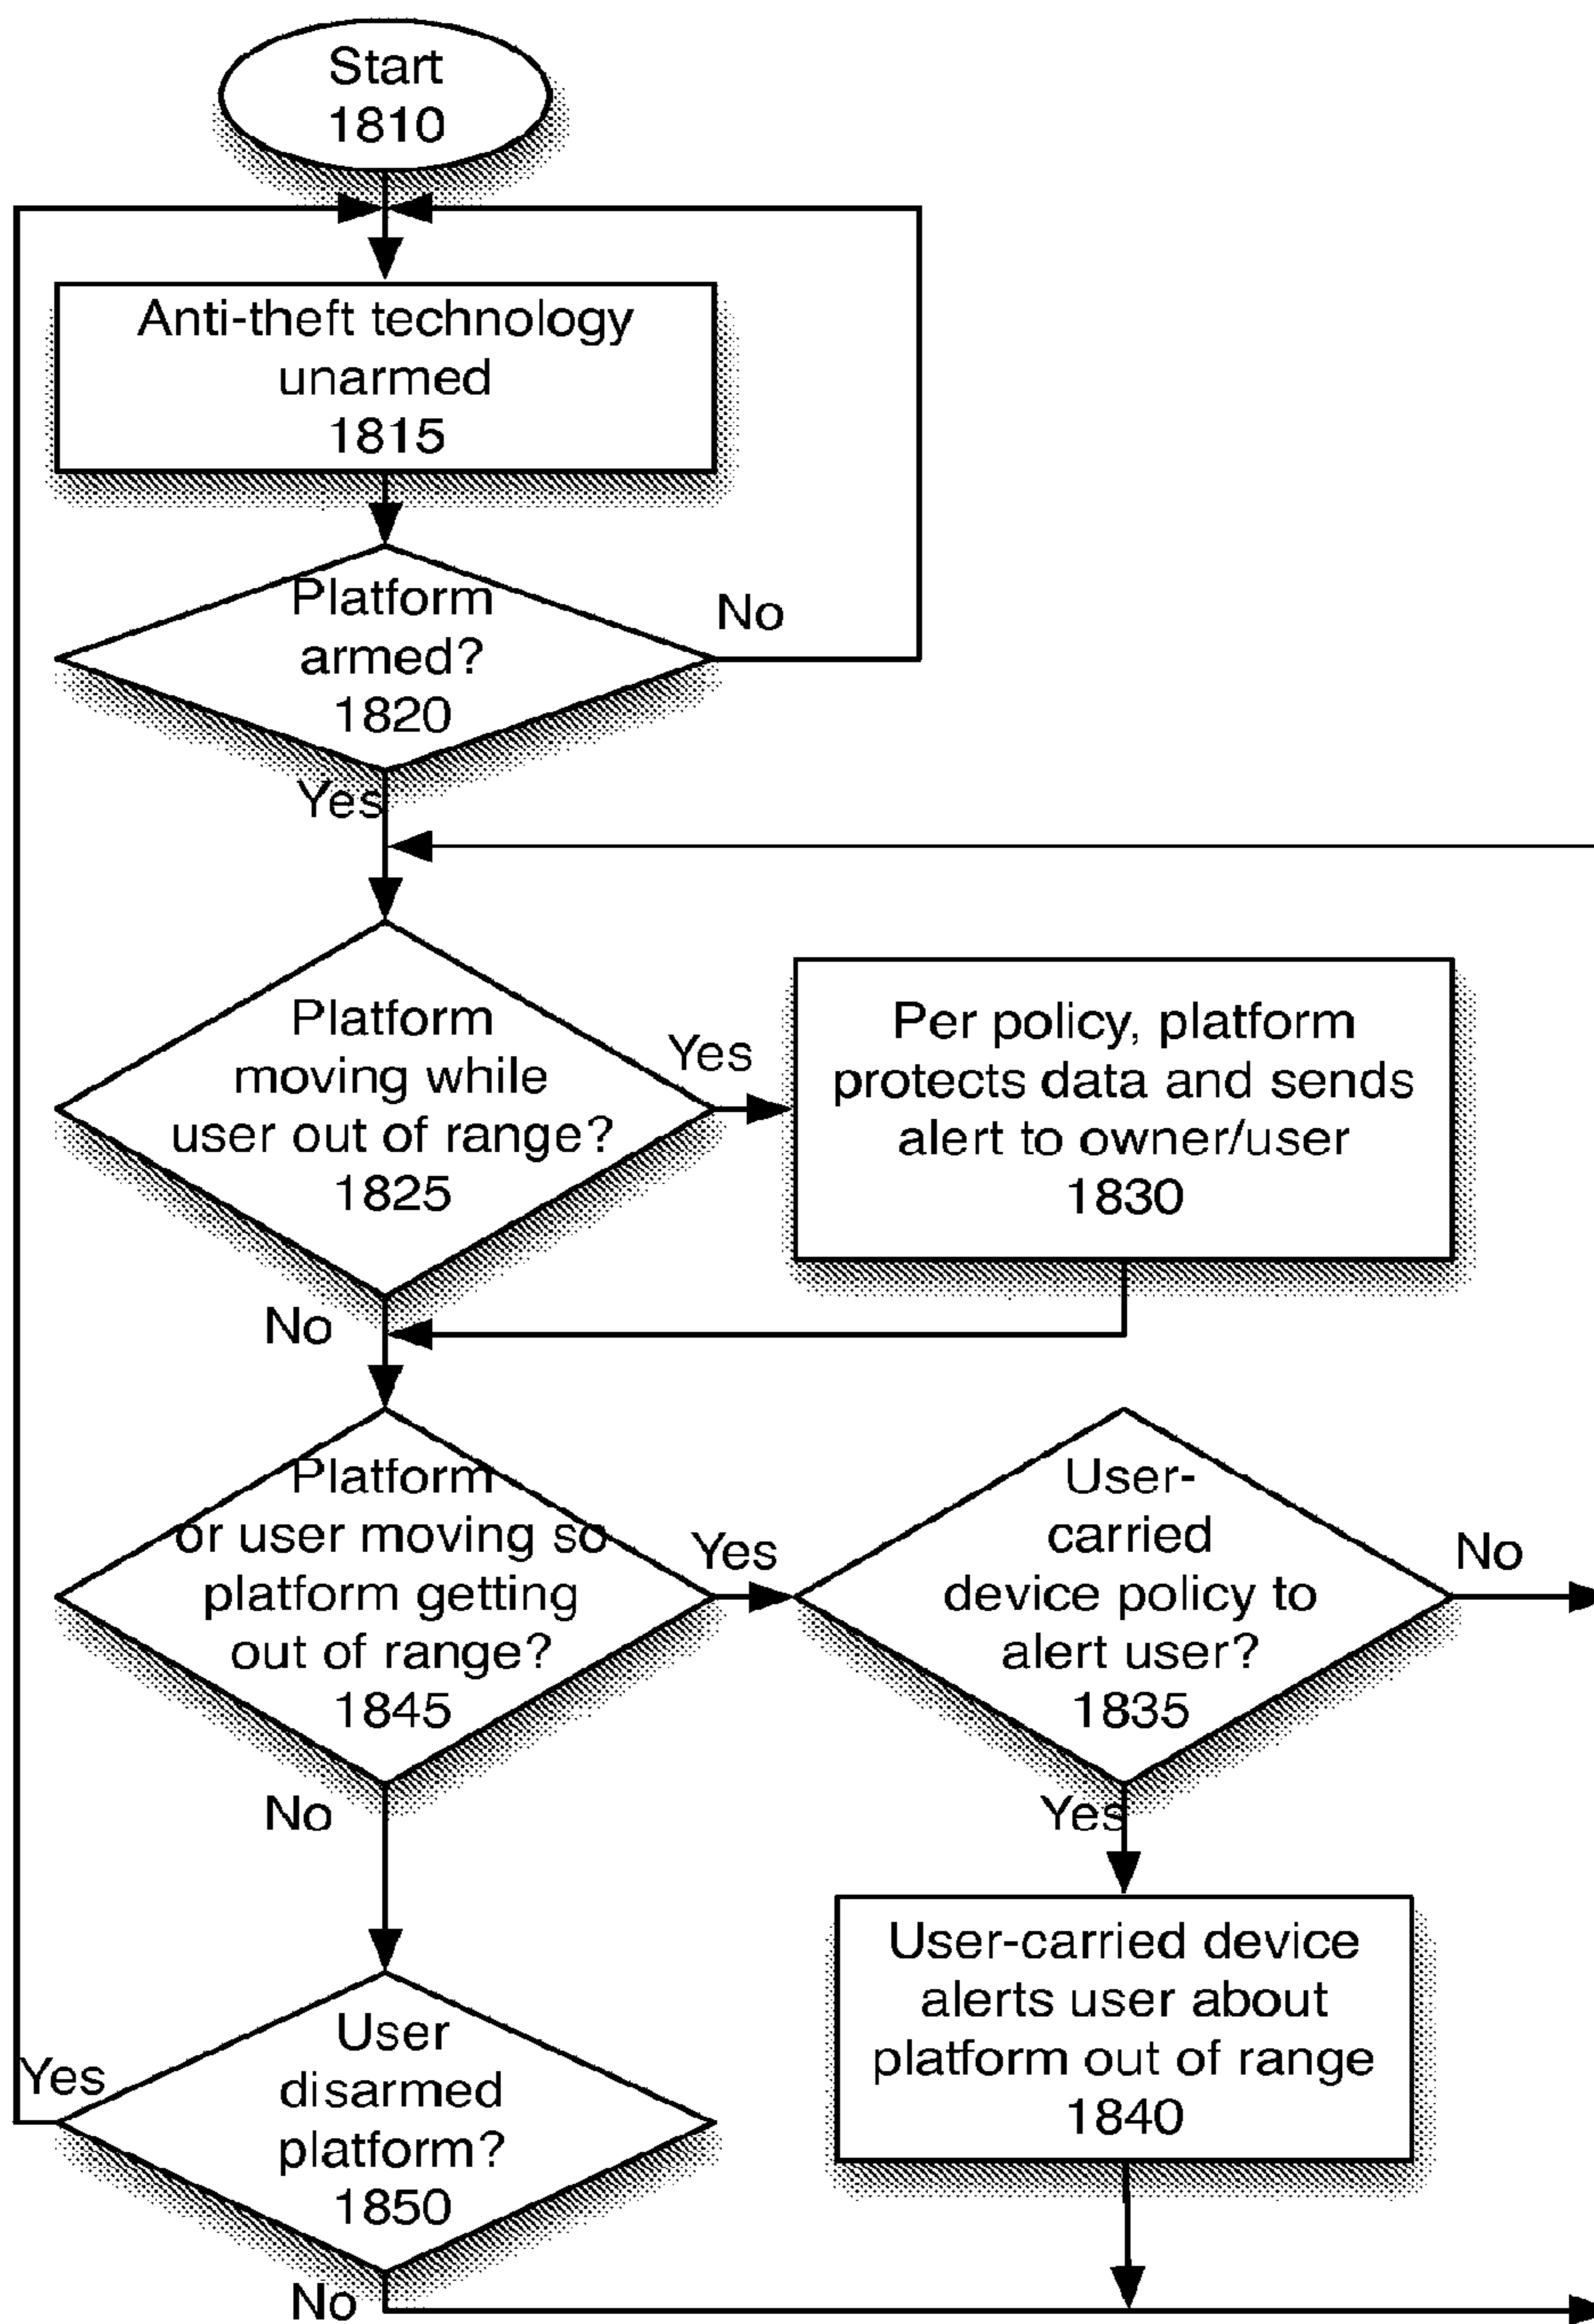 Start
1810
Anti-theft technology
unarmed
1815
Platform
armed?
1820
No
Yes
Platform
moving while
user out of range?
1825
Yes
Per policy, platform
protects data and sends
alert to owner/user
1830
No
Platform
or user moving so
platform getting
out of range?
1845
Yes
User-
carried
device policy to
alert user?
1835
No
No
Yes
User-carried device
alerts user about
platform out of range
1840
User
disarmed
platform?
1850
Yes
No